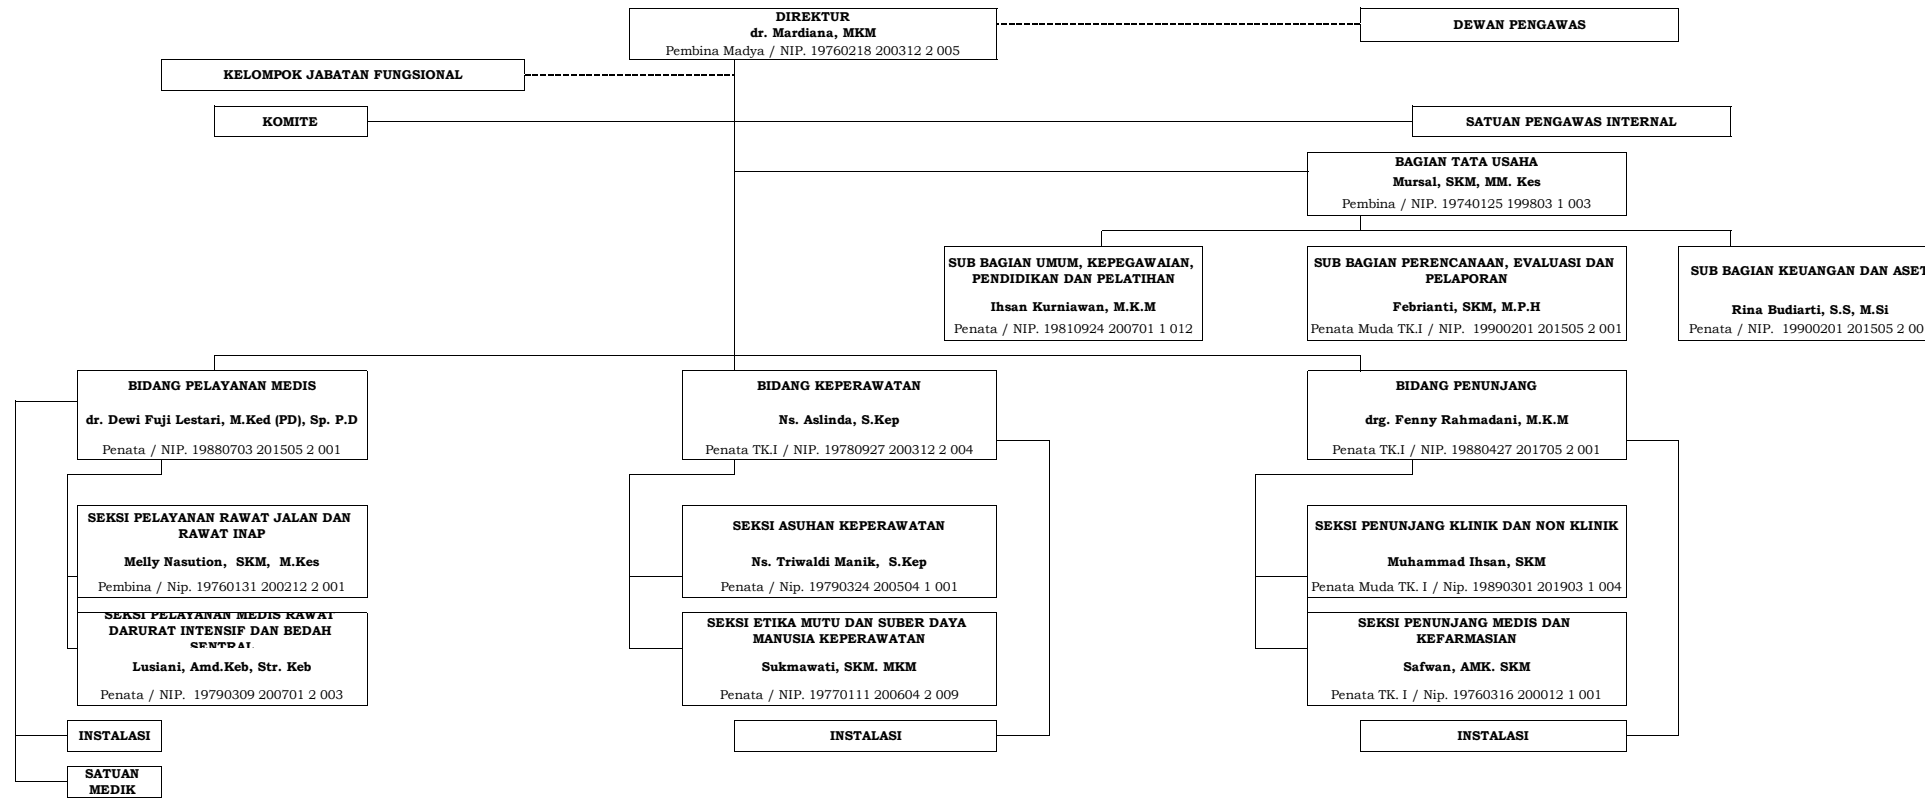 DIREKTUR
dr. Mardiana, MKM
Pembina Madya / NIP. 19760218 200312 2 005
DEWAN PENGAWAS
KELOMPOK JABATAN FUNGSIONAL
KOMITE
SATUAN PENGAWAS INTERNAL
BAGIAN TATA USAHA
Mursal, SKM, MM. Kes
Pembina / NIP. 19740125 199803 1 003
SUB BAGIAN UMUM, KEPEGAWAIAN,
PENDIDIKAN DAN PELATIHAN
Ihsan Kurniawan, M.K.M
Penata / NIP. 19810924 200701 1 012
SUB BAGIAN PERENCANAAN, EVALUASI DAN
PELAPORAN
Febrianti, SKM, M.P.H
Penata Muda TK.I / NIP. 19900201 201505 2 001
SUB BAGIAN KEUANGAN DAN ASET
Rina Budiarti, S.S, M.Si
Penata / NIP. 19900201 201505 2 00
BIDANG PELAYANAN MEDIS
dr. Dewi Fuji Lestari, M.Ked (PD), Sp. P.D
Penata / NIP. 19880703 201505 2 001
BIDANG KEPERAWATAN
Ns. Aslinda, S.Kep
Penata TK.I / NIP. 19780927 200312 2 004
BIDANG PENUNJANG
drg. Fenny Rahmadani, M.K.M
Penata TK.I / NIP. 19880427 201705 2 001
SEKSI PELAYANAN RAWAT JALAN DAN
RAWAT INAP
Melly Nasution, SKM, M.Kes
Pembina / Nip. 19760131 200212 2 001
SEKSI ASUHAN KEPERAWATAN
Ns. Triwaldi Manik, S.Kep
Penata / Nip. 19790324 200504 1 001
SEKSI PENUNJANG KLINIK DAN NON KLINIK
Muhammad Ihsan, SKM
Penata Muda TK. I / Nip. 19890301 201903 1 004
SEKSI PELAYANAN MEDIS RAWAT
DARURAT INTENSIF DAN BEDAH
SENTRAL
Lusiani, Amd.Keb, Str. Keb
Penata / NIP. 19790309 200701 2 003
SEKSI ETIKA MUTU DAN SUBER DAYA
MANUSIA KEPERAWATAN
Sukmawati, SKM. MKM
Penata / NIP. 19770111 200604 2 009
SEKSI PENUNJANG MEDIS DAN
KEFARMASIAN
Safwan, AMK. SKM
Penata TK. I / Nip. 19760316 200012 1 001
INSTALASI
INSTALASI
INSTALASI
SATUAN
MEDIK